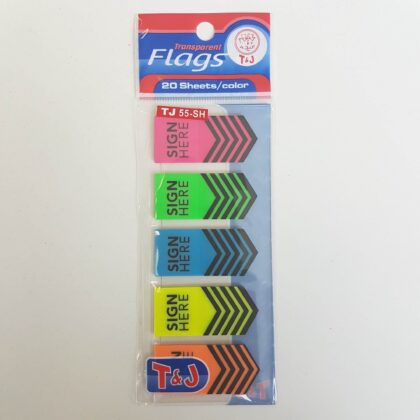 Transparent
Flags
T&J
20 Sheets/color
TJ 55-SH
SIGN
HERE
SIGN
HERE
SIGN
HERE
SIGN
HERE
T&J